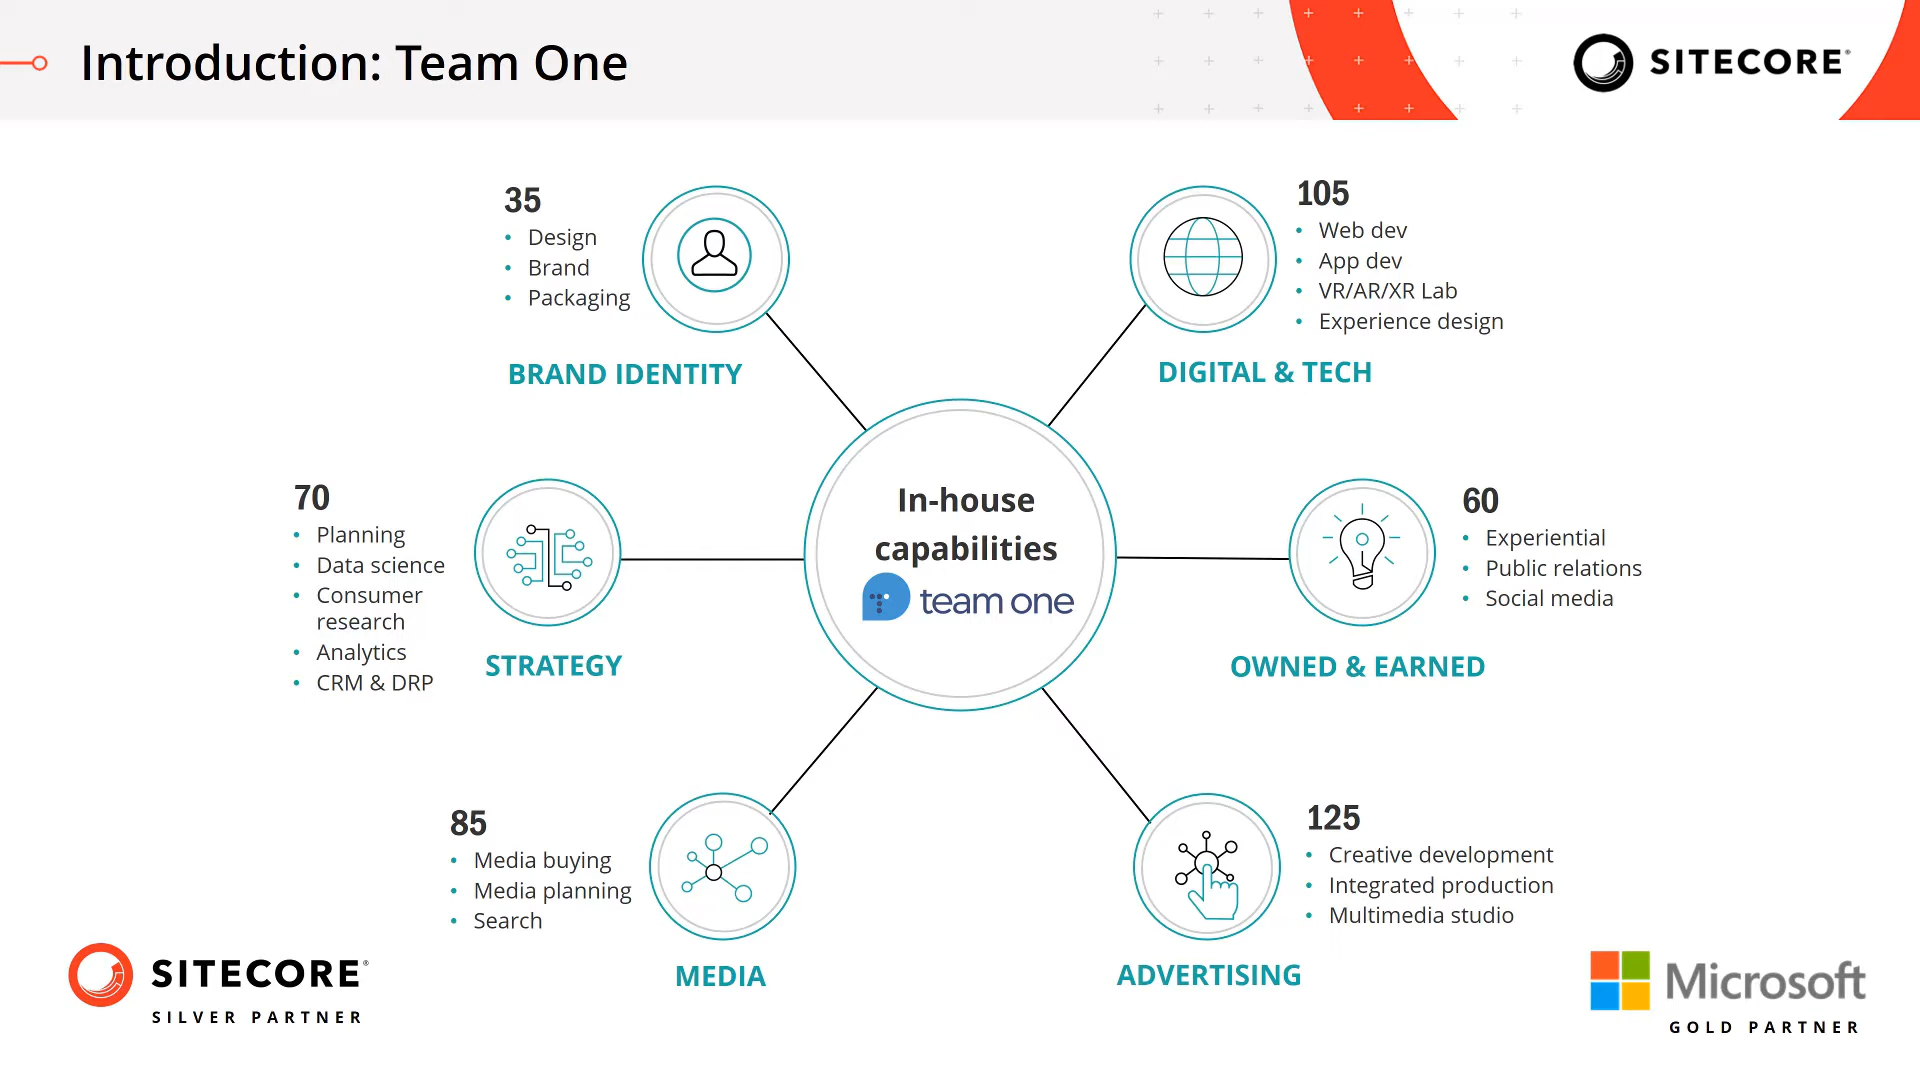 Introduction: Team One
SITECORE®
35
• Design
• Brand
• Packaging
BRAND IDENTITY
105
• Web dev
• App dev
• VR/AR/XR Lab
• Experience design
DIGITAL & TECH
In-house
capabilities
team one
70
• Planning
• Data science
• Consumer
research
• Analytics
• CRM & DRP
STRATEGY
60
• Experiential
• Public relations
• Social media
OWNED & EARNED
85
• Media buying
• Media planning
• Search
MEDIA
125
• Creative development
• Integrated production
• Multimedia studio
ADVERTISING
SITECORE®
SILVER PARTNER
Microsoft
GOLD PARTNER